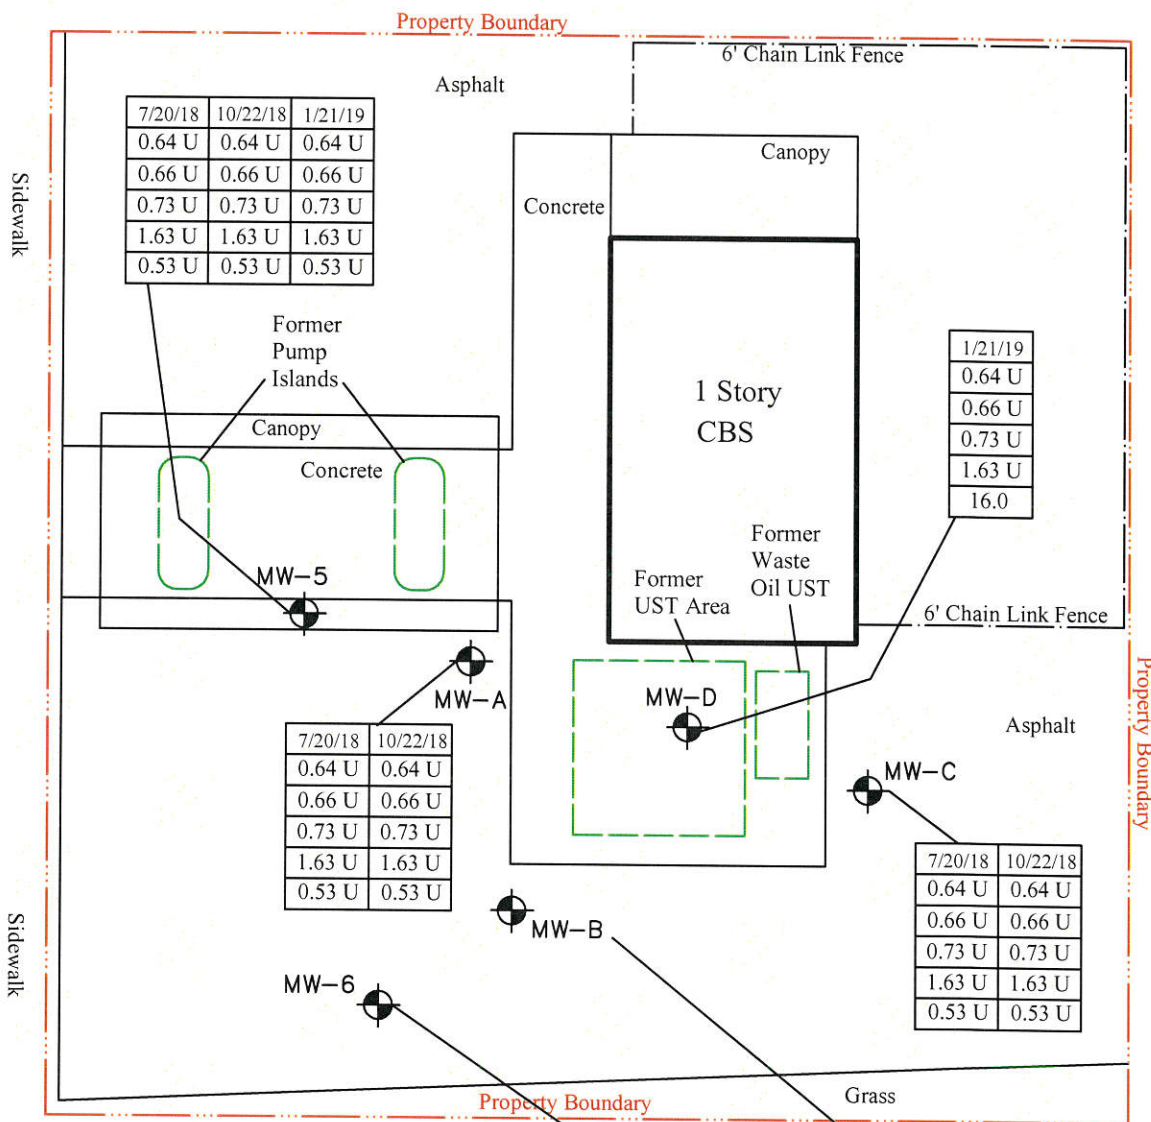 Property Boundary
6' Chain Link Fence
Asphalt
7/20/18 10/22/18 1/21/19
0.64 U 0.64 U 0.64 U
0.66 U 0.66 U 0.66 U
0.73 U 0.73 U 0.73 U
1.63 U 1.63 U 1.63 U
0.53 U 0.53 U 0.53 U
Canopy
Concrete
Sidewalk
Former
Pump
Islands
1 Story
CBS
1/21/19
0.64 U
0.66 U
0.73 U
1.63 U
16.0
Canopy
Concrete
Former
Waste
Oil UST
Former
UST Area
MW-5
6' Chain Link Fence
MW-A
MW-D
Property Boundary
Asphalt
7/20/18 10/22/18
0.64 U 0.64 U
0.66 U 0.66 U
0.73 U 0.73 U
1.63 U 1.63 U
0.53 U 0.53 U
MW-C
7/20/18 10/22/18
0.64 U 0.64 U
0.66 U 0.66 U
0.73 U 0.73 U
1.63 U 1.63 U
0.53 U 0.53 U
MW-B
Sidewalk
MW-6
Grass
Property Boundary